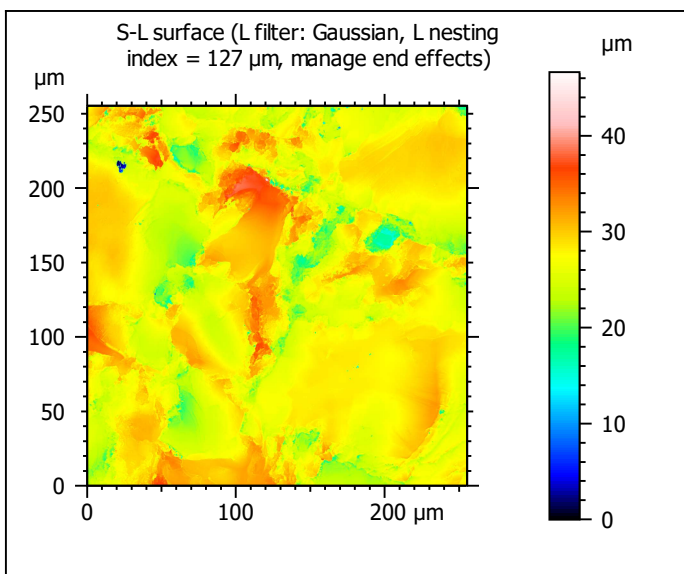 S-L surface (L filter: Gaussian, L nesting
index = 127 µm, manage end effects)
µm
µm
250
200
150
100
50
0
0
100
µm
200
40
30
20
10
0